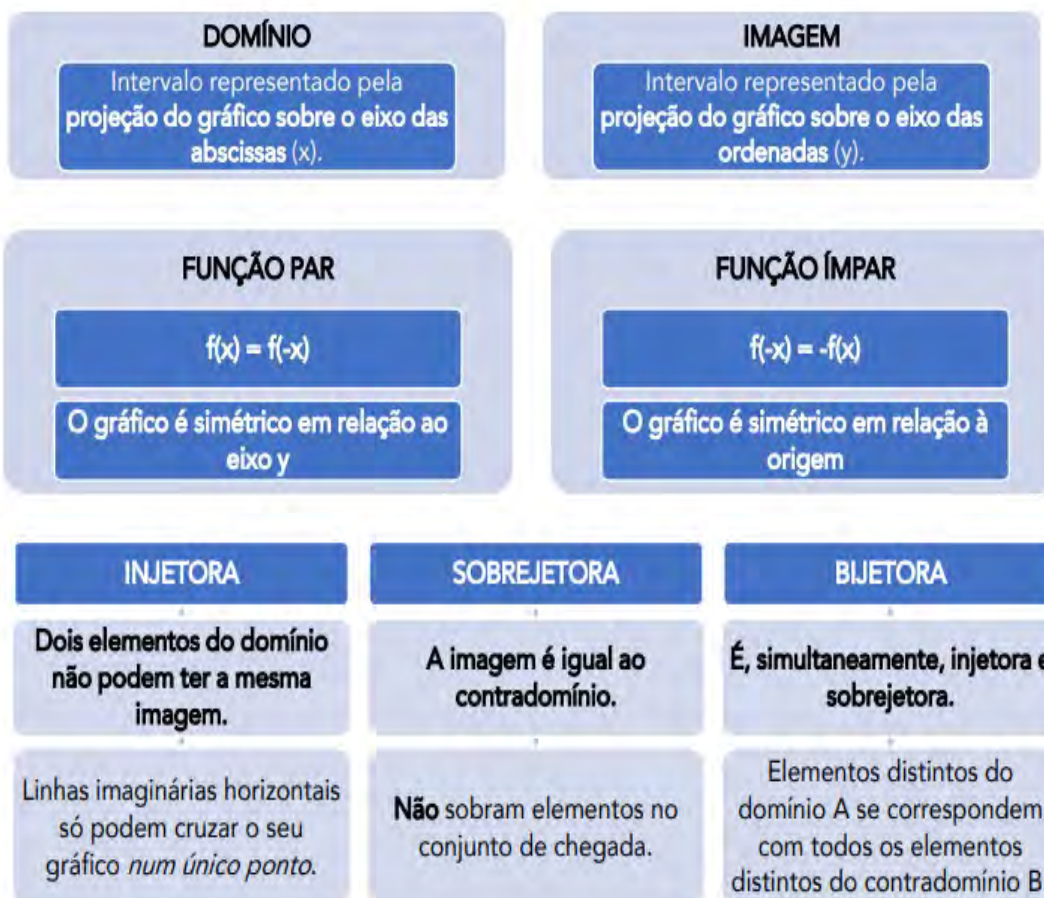 DOMÍNIO
Intervalo representado pela
projeção do gráfico sobre o eixo das
abscissas (x).
IMAGEM
Intervalo representado pela
projeção do gráfico sobre o eixo das
ordenadas (y).
FUNÇÃO PAR
f(x) = f(-x)
O gráfico é simétrico em relação ao
eixo y
FUNÇÃO ÍMPAR
f(-x) = -f(x)
O gráfico é simétrico em relação à
origem
INJETORA
Dois elementos do domínio
não podem ter a mesma
imagem.
Linhas imaginárias horizontais
só podem cruzar o seu
gráfico num único ponto.
SOBREJETORA
A imagem é igual ao
contradomínio.
Não sobram elementos no
conjunto de chegada.
BIJETORA
É, simultaneamente, injetora e
sobrejetora.
Elementos distintos do
domínio A se correspondem
com todos os elementos
distintos do contradomínio B